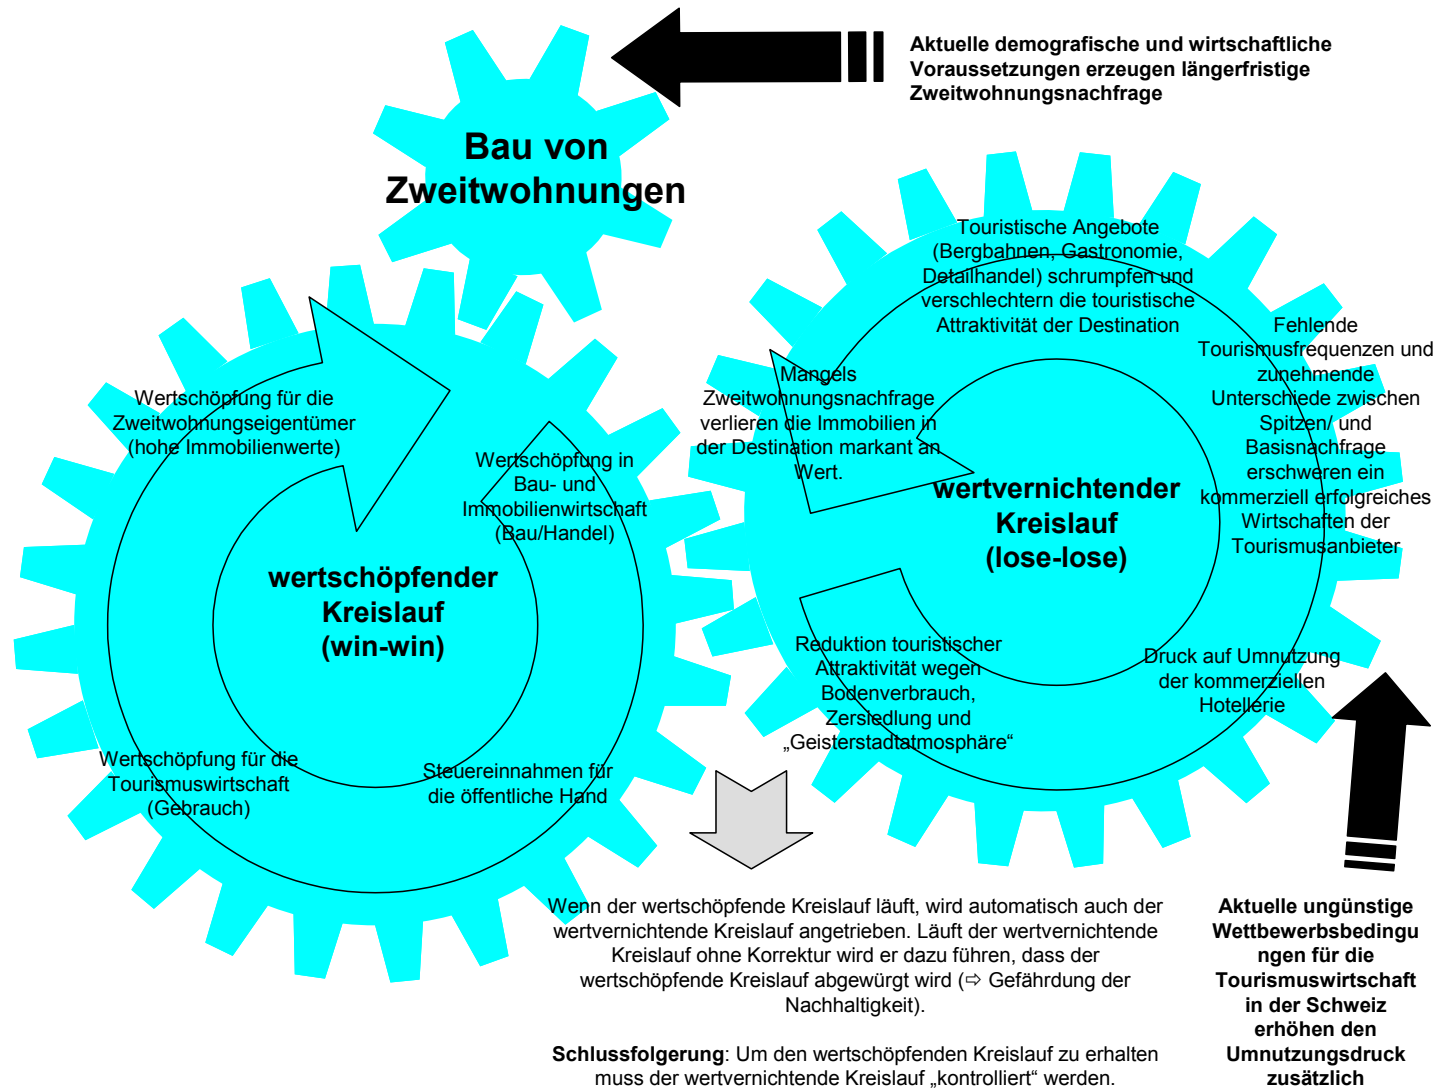 Aktuelle demografische und wirtschaftliche
Voraussetzungen erzeugen längerfristige
Zweitwohnungsnachfrage
Bau von
Zweitwohnungen
Wertschöpfung für die
Zweitwohnungseigentümer
(hohe Immobilienwerte)
Wertschöpfung in
Bau- und
Immobilienwirtschaft
(Bau/Handel)
wertschöpfender
Kreislauf
(win-win)
Wertschöpfung für die
Tourismuswirtschaft
(Gebrauch)
Steuereinnahmen für
die öffentliche Hand
Touristische Angebote
(Bergbahnen, Gastronomie,
Detailhandel) schrumpfen und
verschlechtern die touristische
Attraktivität der Destination
Fehlende
Tourismusfrequenzen und
zunehmende
Unterschiede zwischen
Spitzen/ und
Basisnachfrage
erschweren ein
kommerziell erfolgreiches
Wirtschaften der
Tourismusanbieter
Mangels
Zweitwohnungsnachfrage
verlieren die Immobilien in
der Destination markant an
Wert.
wertvernichtender
Kreislauf
(lose-lose)
Reduktion touristischer
Attraktivität wegen
Bodenverbrauch,
Zersiedlung und
„Geisterstadtatmosphäre“
Druck auf Umnutzung
der kommerziellen
Hotellerie
Wenn der wertschöpfende Kreislauf läuft, wird automatisch auch der
wertvernichtende Kreislauf angetrieben. Läuft der wertvernichtende
Kreislauf ohne Korrektur wird er dazu führen, dass der
wertschöpfende Kreislauf abgewürgt wird (⇨ Gefährdung der
Nachhaltigkeit).
Schlussfolgerung: Um den wertschöpfenden Kreislauf zu erhalten
muss der wertvernichtende Kreislauf „kontrolliert“ werden.
Aktuelle ungünstige
Wettbewerbsbedingu
ngen für die
Tourismuswirtschaft
in der Schweiz
erhöhen den
Umnutzungsdruck
zusätzlich